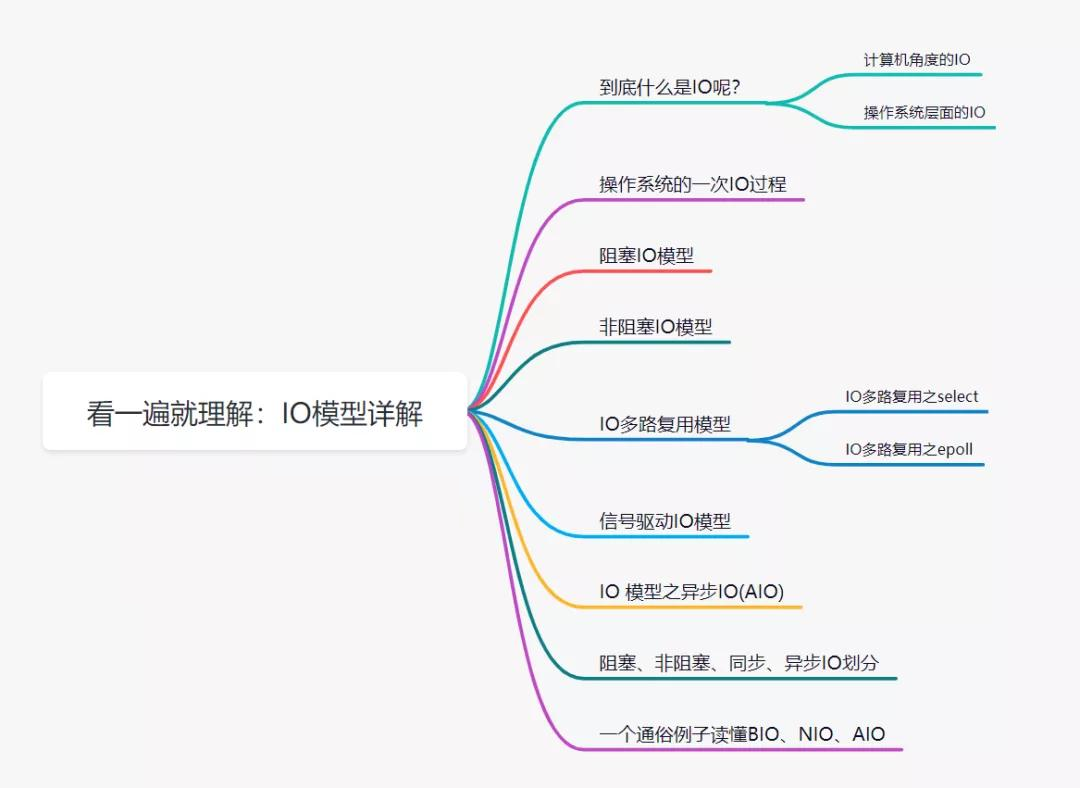 看一遍就理解：IO模型详解
到底什么是IO呢？
计算机角度的IO
操作系统层面的IO
操作系统的一次IO过程
阻塞IO模型
非阻塞IO模型
IO多路复用模型
IO多路复用之select
IO多路复用之epoll
信号驱动IO模型
IO 模型之异步IO(AIO)
阻塞、非阻塞、同步、异步IO划分
一个通俗例子读懂BIO、NIO、AIO